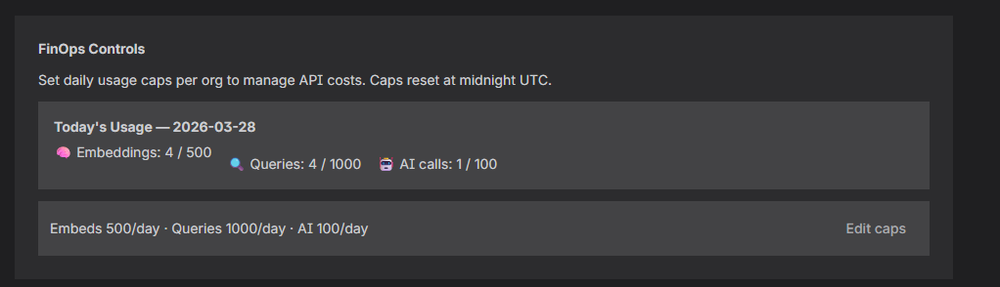 FinOps Controls
Set daily usage caps per org to manage API costs. Caps reset at midnight UTC.
Today's Usage — 2026-03-28
🧠 Embeddings: 4 / 500
🔍 Queries: 4 / 1000 🤖 AI calls: 1 / 100
Embeds 500/day · Queries 1000/day · AI 100/day Edit caps